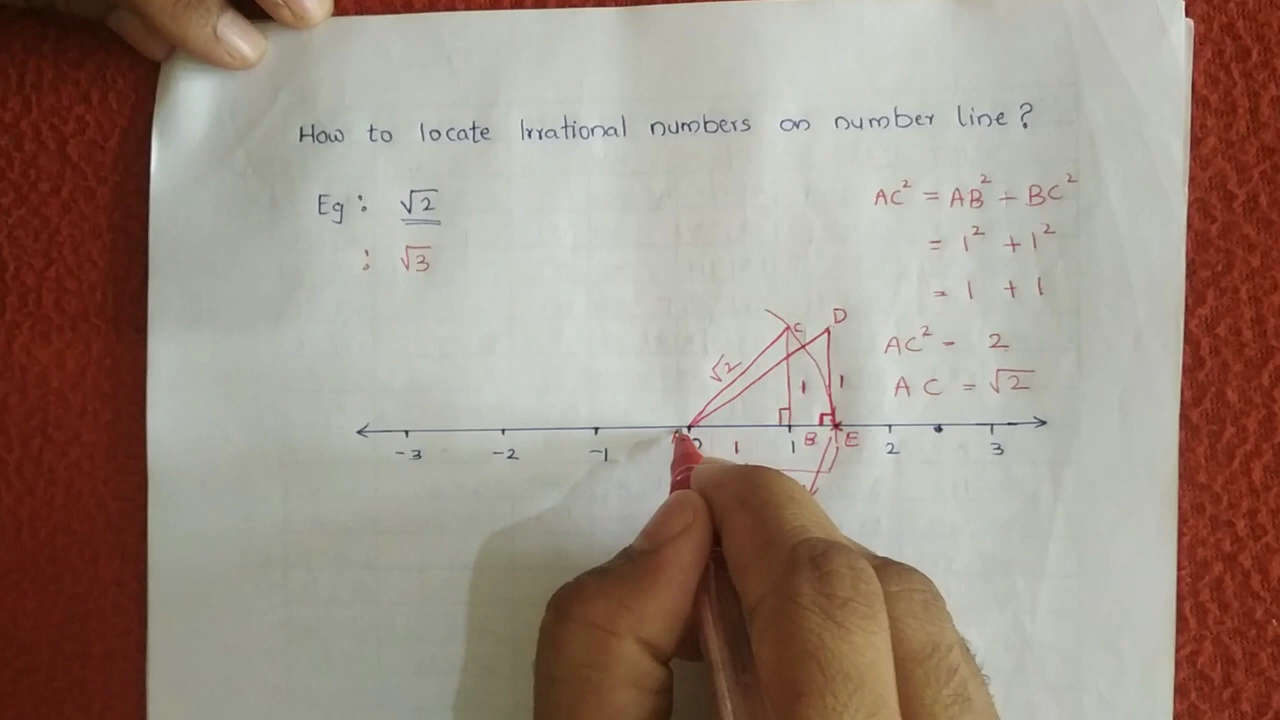 How to locate Irrational numbers on number line?
Eg : √2
: √3
AC² = AB² + BC²
= 1² + 1²
= 1 + 1
AC² - 2
AC = √2
C D
√2
1 1
-3 -2 -1 0 1 1 B E 2 3